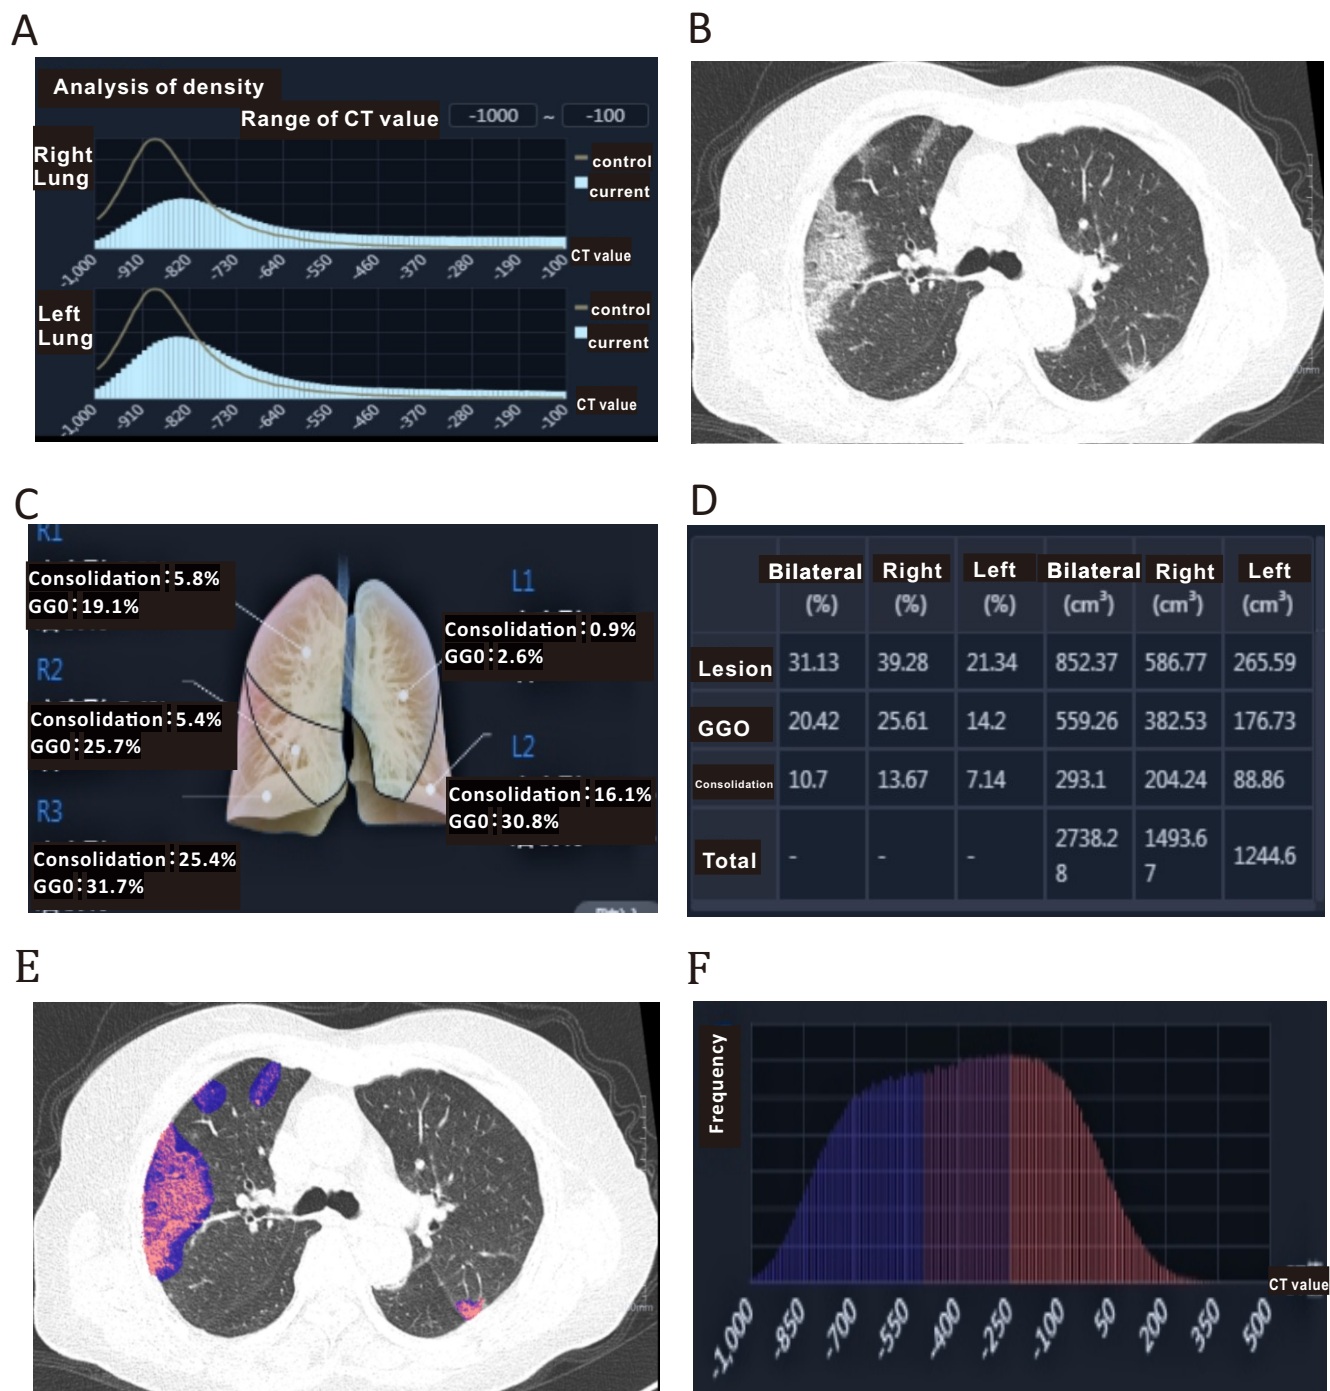 A
Analysis of density
Range of CT value -1000 ~ -100
Right
Lung
control
current
-1,000 -910 -820 -730 -640 -550 -460 -370 -280 -190 -100
CT value
Left
Lung
control
current
-1,000 -910 -820 -730 -640 -550 -460 -370 -280 -190 -100
CT value
B
C
R1
Consolidation:5.8%
GGO:19.1%
R2
Consolidation:5.4%
GGO:25.7%
R3
Consolidation:25.4%
GGO:31.7%
L1
Consolidation:0.9%
GGO:2.6%
L2
Consolidation:16.1%
GGO:30.8%
D
Bilateral (%) Right (%) Left (%) Bilateral (cm³) Right (cm³) Left (cm³)
Lesion 31.13 39.28 21.34 852.37 586.77 265.59
GGO 20.42 25.61 14.2 559.26 382.53 176.73
Consolidation 10.7 13.67 7.14 293.1 204.24 88.86
Total - - - 2738.28 1493.67 1244.6
E
F
Frequency
-1,000 -850 -700 -550 -400 -250 -100 50 200 350 500
CT value